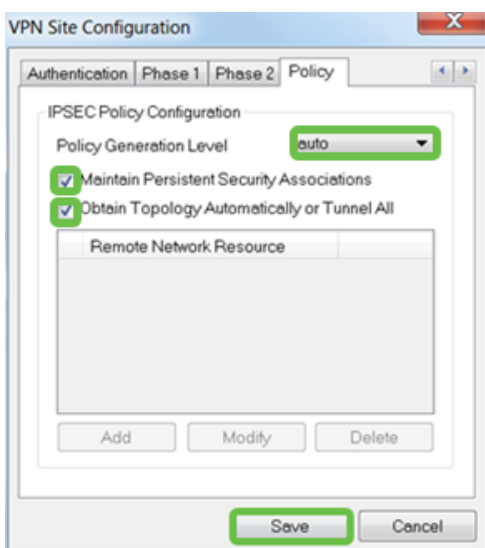 VPN Site Configuration
X
Authentication Phase 1 Phase 2 Policy
IPSEC Policy Configuration
Policy Generation Level auto
Maintain Persistent Security Associations
Obtain Topology Automatically or Tunnel All
Remote Network Resource
Add Modify Delete
Save Cancel